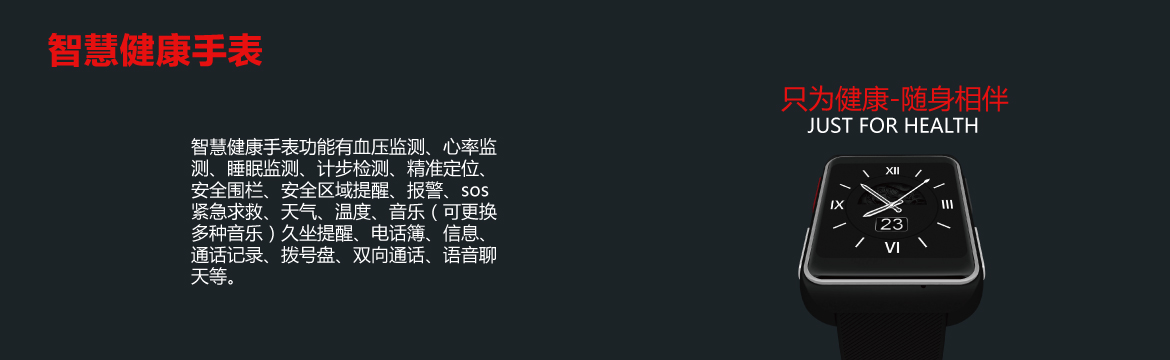 智慧健康手表
只为健康-随身相伴
JUST FOR HEALTH
智慧健康手表功能有血压监测、心率监
测、睡眠监测、计步检测、精准定位、
安全围栏、安全区域提醒、报警、sos
紧急求救、天气、温度、音乐（可更换
多种音乐）久坐提醒、电话簿、信息、
通话记录、拨号盘、双向通话、语音聊
天等。
XII
IX
III
23
VI